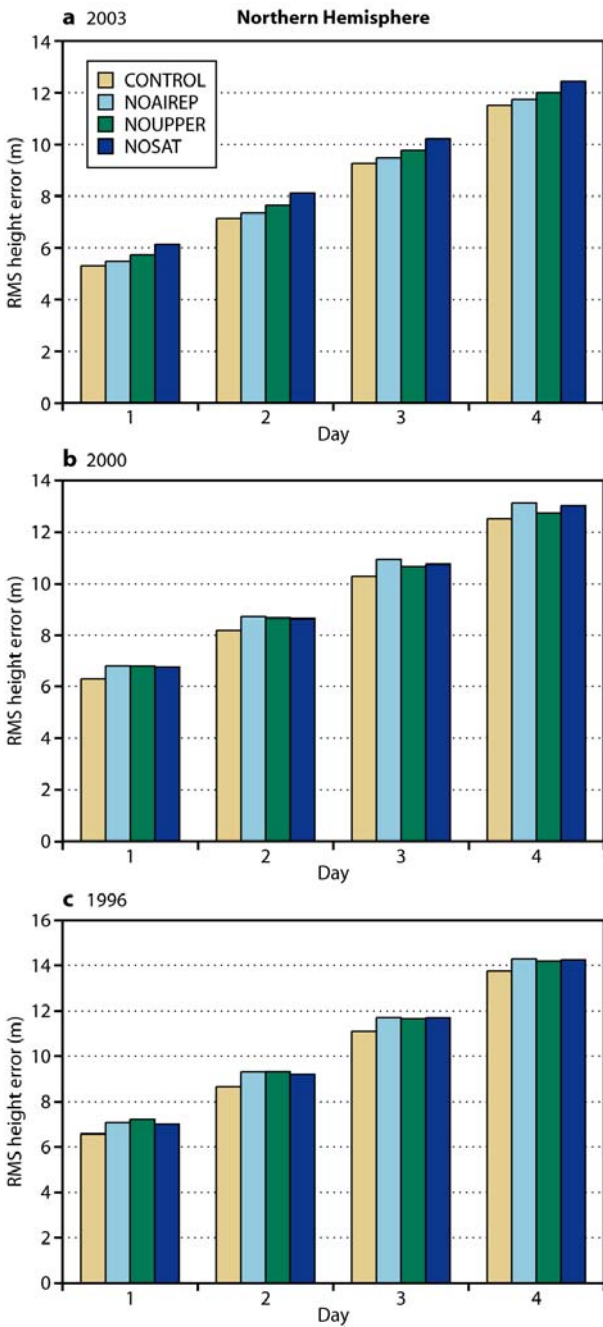 a 2003 Northern Hemisphere
14
12
10
8
6
4
2
0
RMS height error (m)
CONTROL
NOAIREP
NOUPPER
NOSAT
1 2 3 4
Day
b 2000
14
12
10
8
6
4
2
0
RMS height error (m)
1 2 3 4
Day
c 1996
16
14
12
10
8
6
4
2
0
RMS height error (m)
1 2 3 4
Day